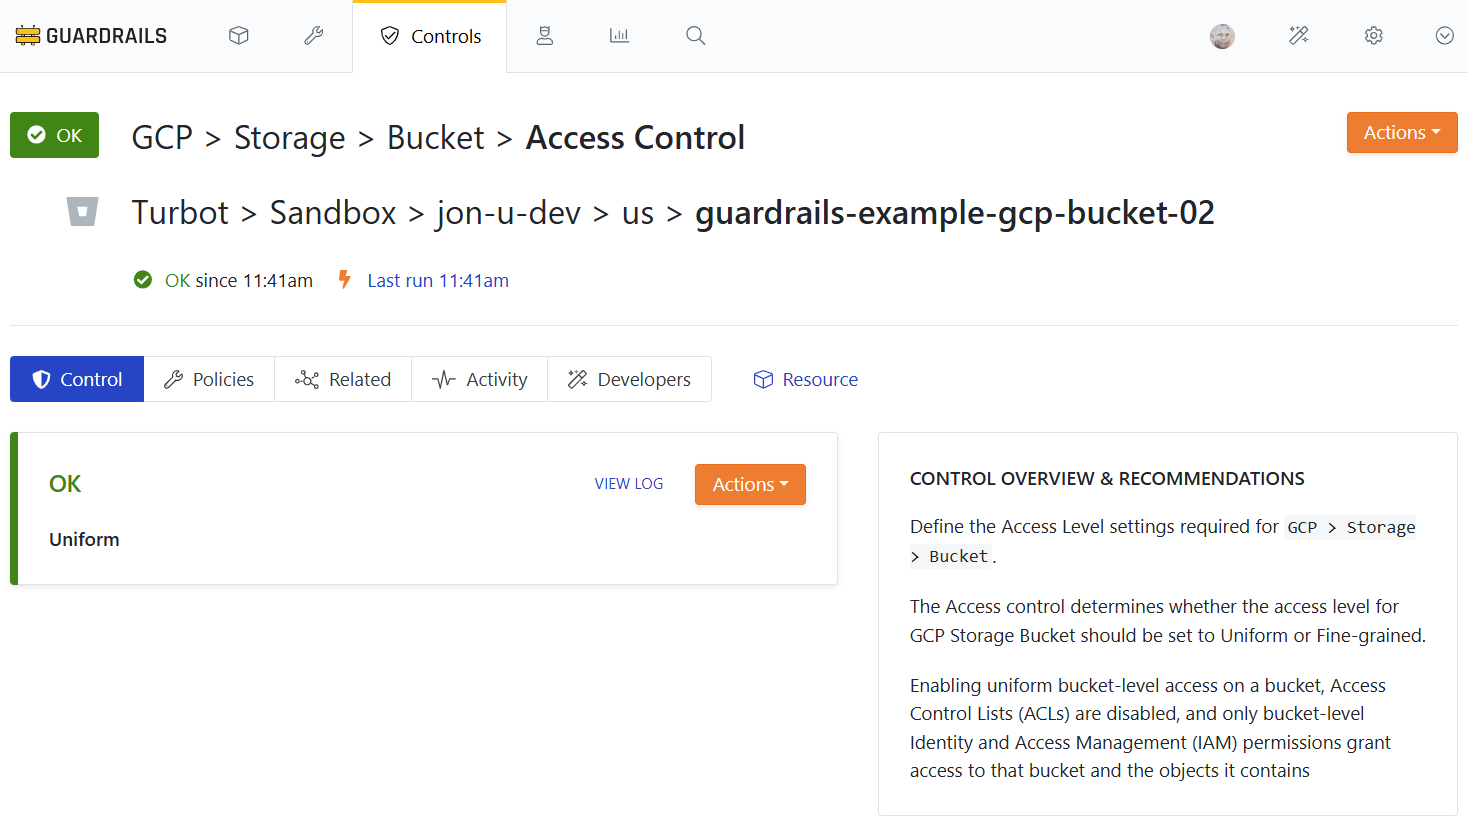 GUARDRAILS
Controls
OK
GCP > Storage > Bucket > Access Control
Actions
Turbot > Sandbox > jon-u-dev > us > guardrails-example-gcp-bucket-02
OK since 11:41am
Last run 11:41am
Control
Policies
Related
Activity
Developers
Resource
OK
VIEW LOG
Actions
Uniform
CONTROL OVERVIEW & RECOMMENDATIONS
Define the Access Level settings required for GCP > Storage
> Bucket.
The Access control determines whether the access level for
GCP Storage Bucket should be set to Uniform or Fine-grained.
Enabling uniform bucket-level access on a bucket, Access
Control Lists (ACLs) are disabled, and only bucket-level
Identity and Access Management (IAM) permissions grant
access to that bucket and the objects it contains